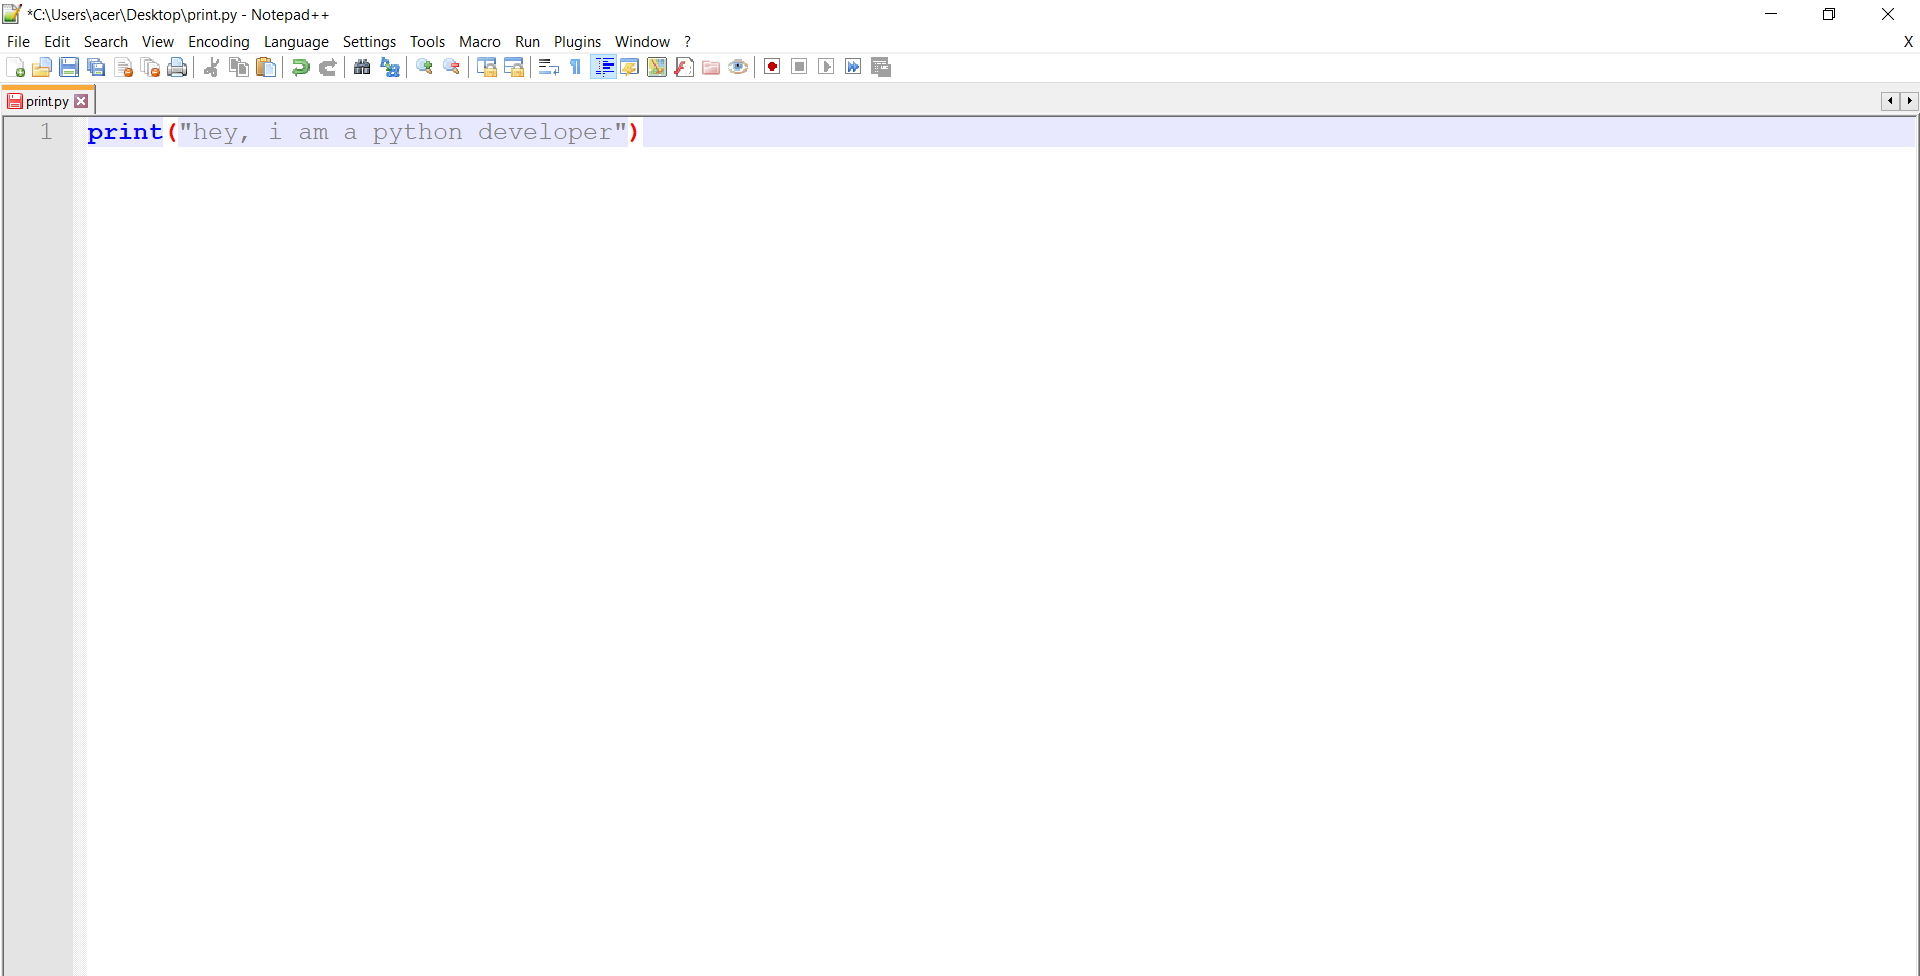 *C:\Users\acer\Desktop\print.py - Notepad++
File Edit Search View Encoding Language Settings Tools Macro Run Plugins Window ? X
print.py
1 print("hey, i am a python developer")